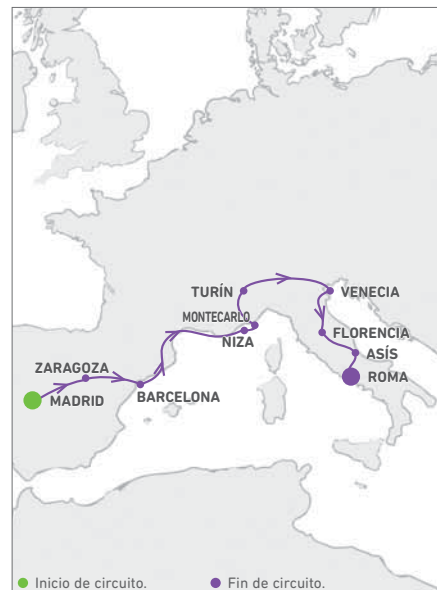 TURÍN
VENECIA
MONTECARLO
NIZA
FLORENCIA
ASÍS
ROMA
ZARAGOZA
MADRID
BARCELONA
Inicio de circuito.
Fin de circuito.